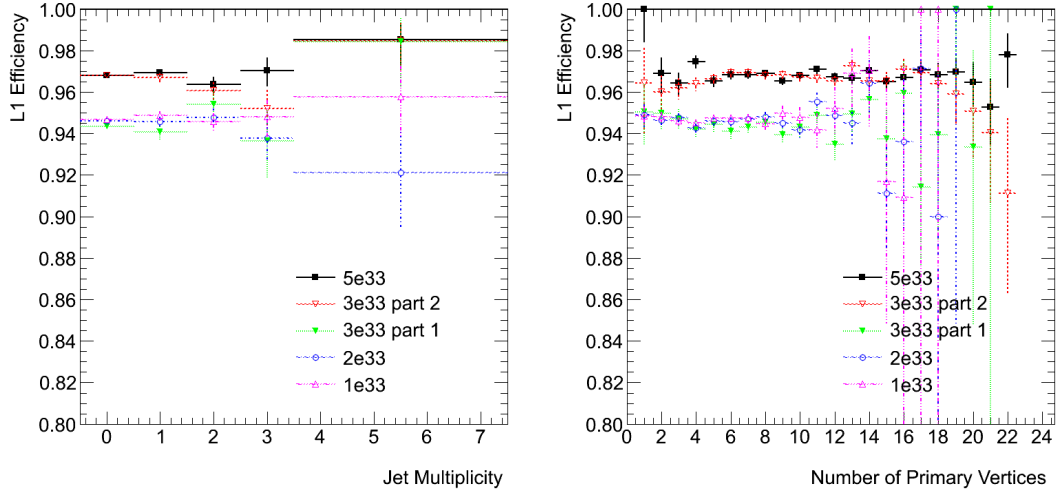 L1 Efficiency
1.00
0.98
0.96
0.94
0.92
0.90
0.88
0.86
0.84
0.82
0.80
5e33
3e33 part 2
3e33 part 1
2e33
1e33
0 1 2 3 4 5 6 7
Jet Multiplicity
L1 Efficiency
1.00
0.98
0.96
0.94
0.92
0.90
0.88
0.86
0.84
0.82
0.80
5e33
3e33 part 2
3e33 part 1
2e33
1e33
0 2 4 6 8 10 12 14 16 18 20 22 24
Number of Primary Vertices